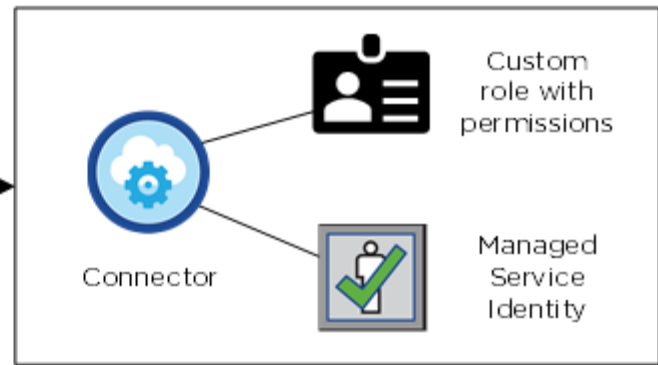 Custom
role with
permissions
Connector
Managed
Service
Identity